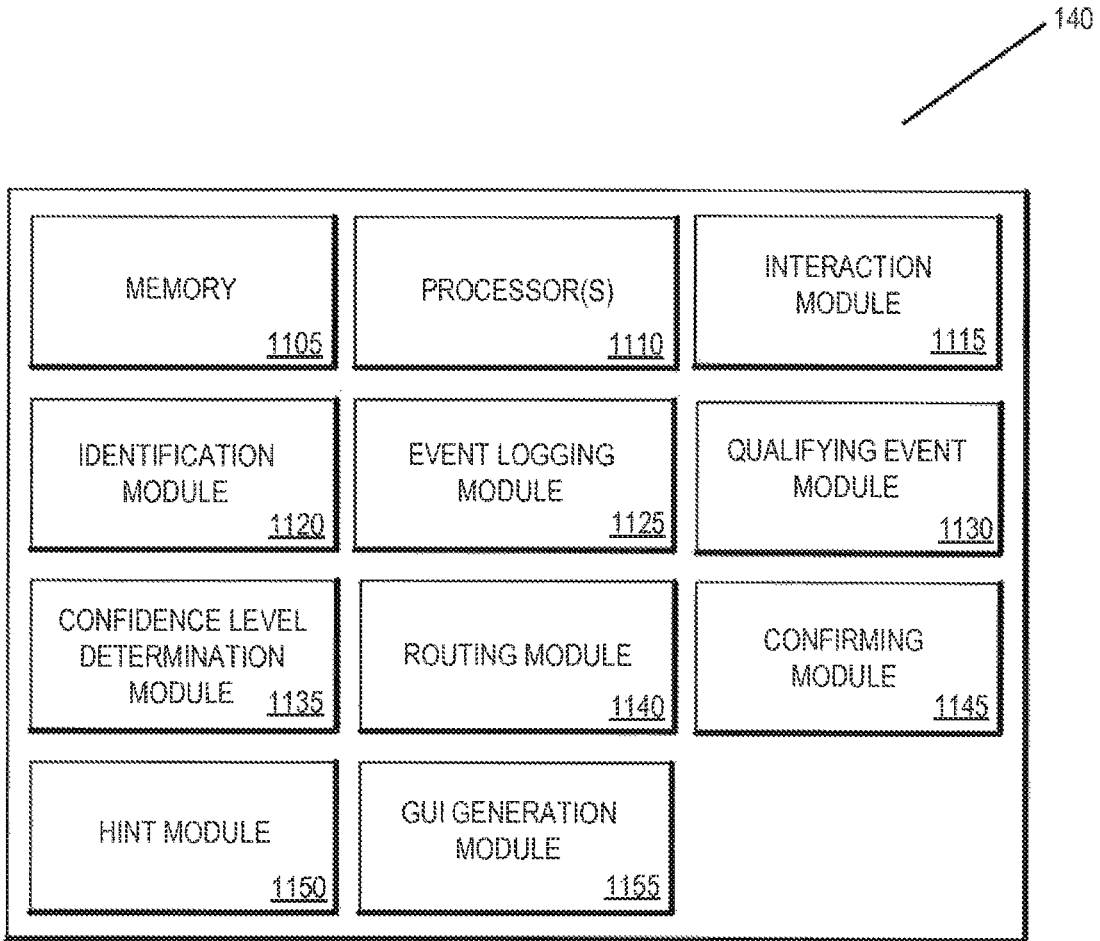 140
MEMORY
1105
PROCESSOR(S)
1110
INTERACTION
MODULE
1115
IDENTIFICATION
MODULE
1120
EVENT LOGGING
MODULE
1125
QUALIFYING EVENT
MODULE
1130
CONFIDENCE LEVEL
DETERMINATION
MODULE
1135
ROUTING MODULE
1140
CONFIRMING
MODULE
1145
HINT MODULE
1150
GUI GENERATION
MODULE
1155